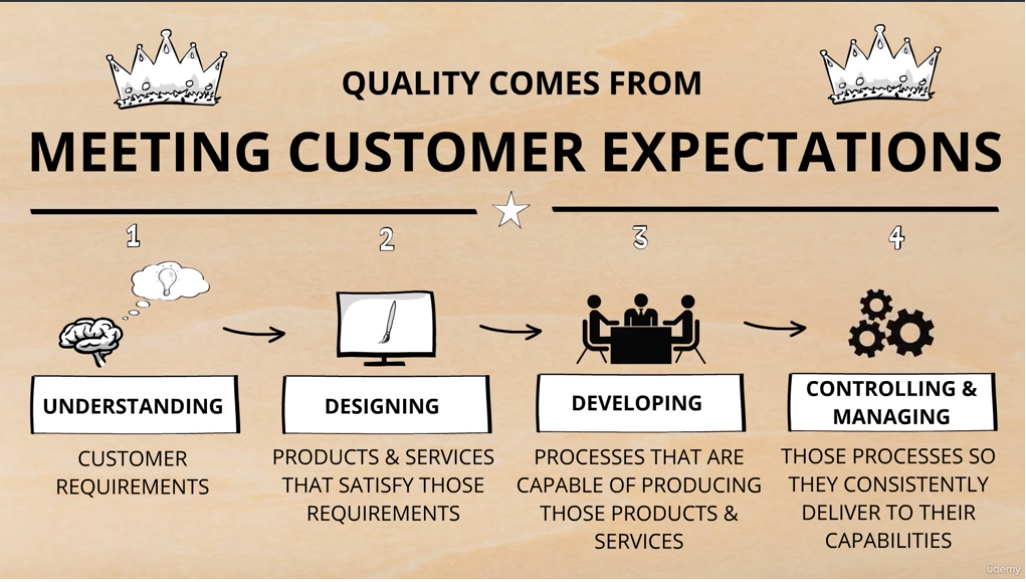 QUALITY COMES FROM
MEETING CUSTOMER EXPECTATIONS
1
UNDERSTANDING
CUSTOMER
REQUIREMENTS
2
DESIGNING
PRODUCTS & SERVICES
THAT SATISFY THOSE
REQUIREMENTS
3
DEVELOPING
PROCESSES THAT ARE
CAPABLE OF PRODUCING
THOSE PRODUCTS &
SERVICES
4
CONTROLLING &
MANAGING
THOSE PROCESSES SO
THEY CONSISTENTLY
DELIVER TO THEIR
CAPABILITIES
ûdemy